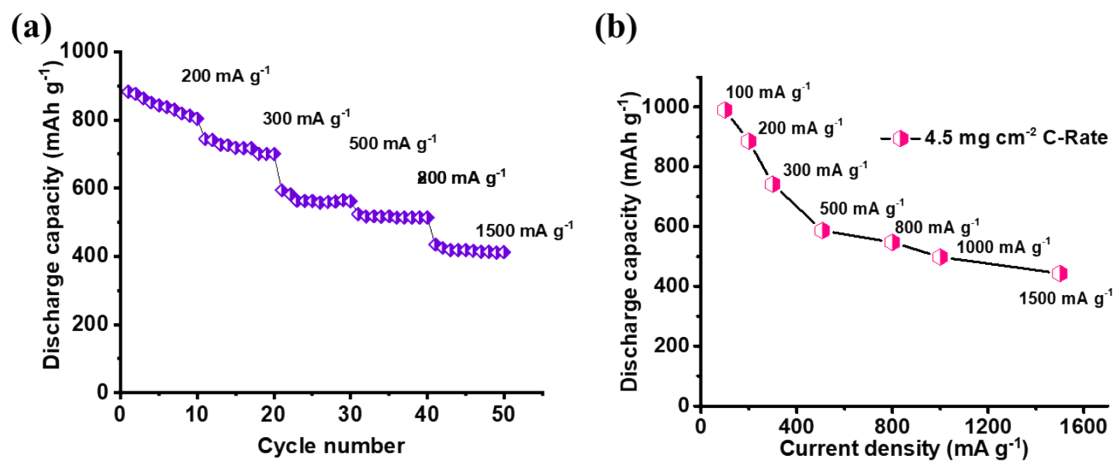 (a)
(b)
1000
800
600
400
200
0
Discharge capacity (mAh g⁻¹)
200 mA g⁻¹
300 mA g⁻¹
500 mA g⁻¹
mA g⁻¹
1500 mA g⁻¹
0
10
20
30
40
50
Cycle number
1000
800
600
400
200
0
Discharge capacity (mAh g⁻¹)
100 mA g⁻¹
200 mA g⁻¹
300 mA g⁻¹
500 mA g⁻¹
800 mA g⁻¹
1000 mA g⁻¹
1500 mA g⁻¹
4.5 mg cm⁻² C-Rate
0
400
800
1200
1600
Current density (mA g⁻¹)